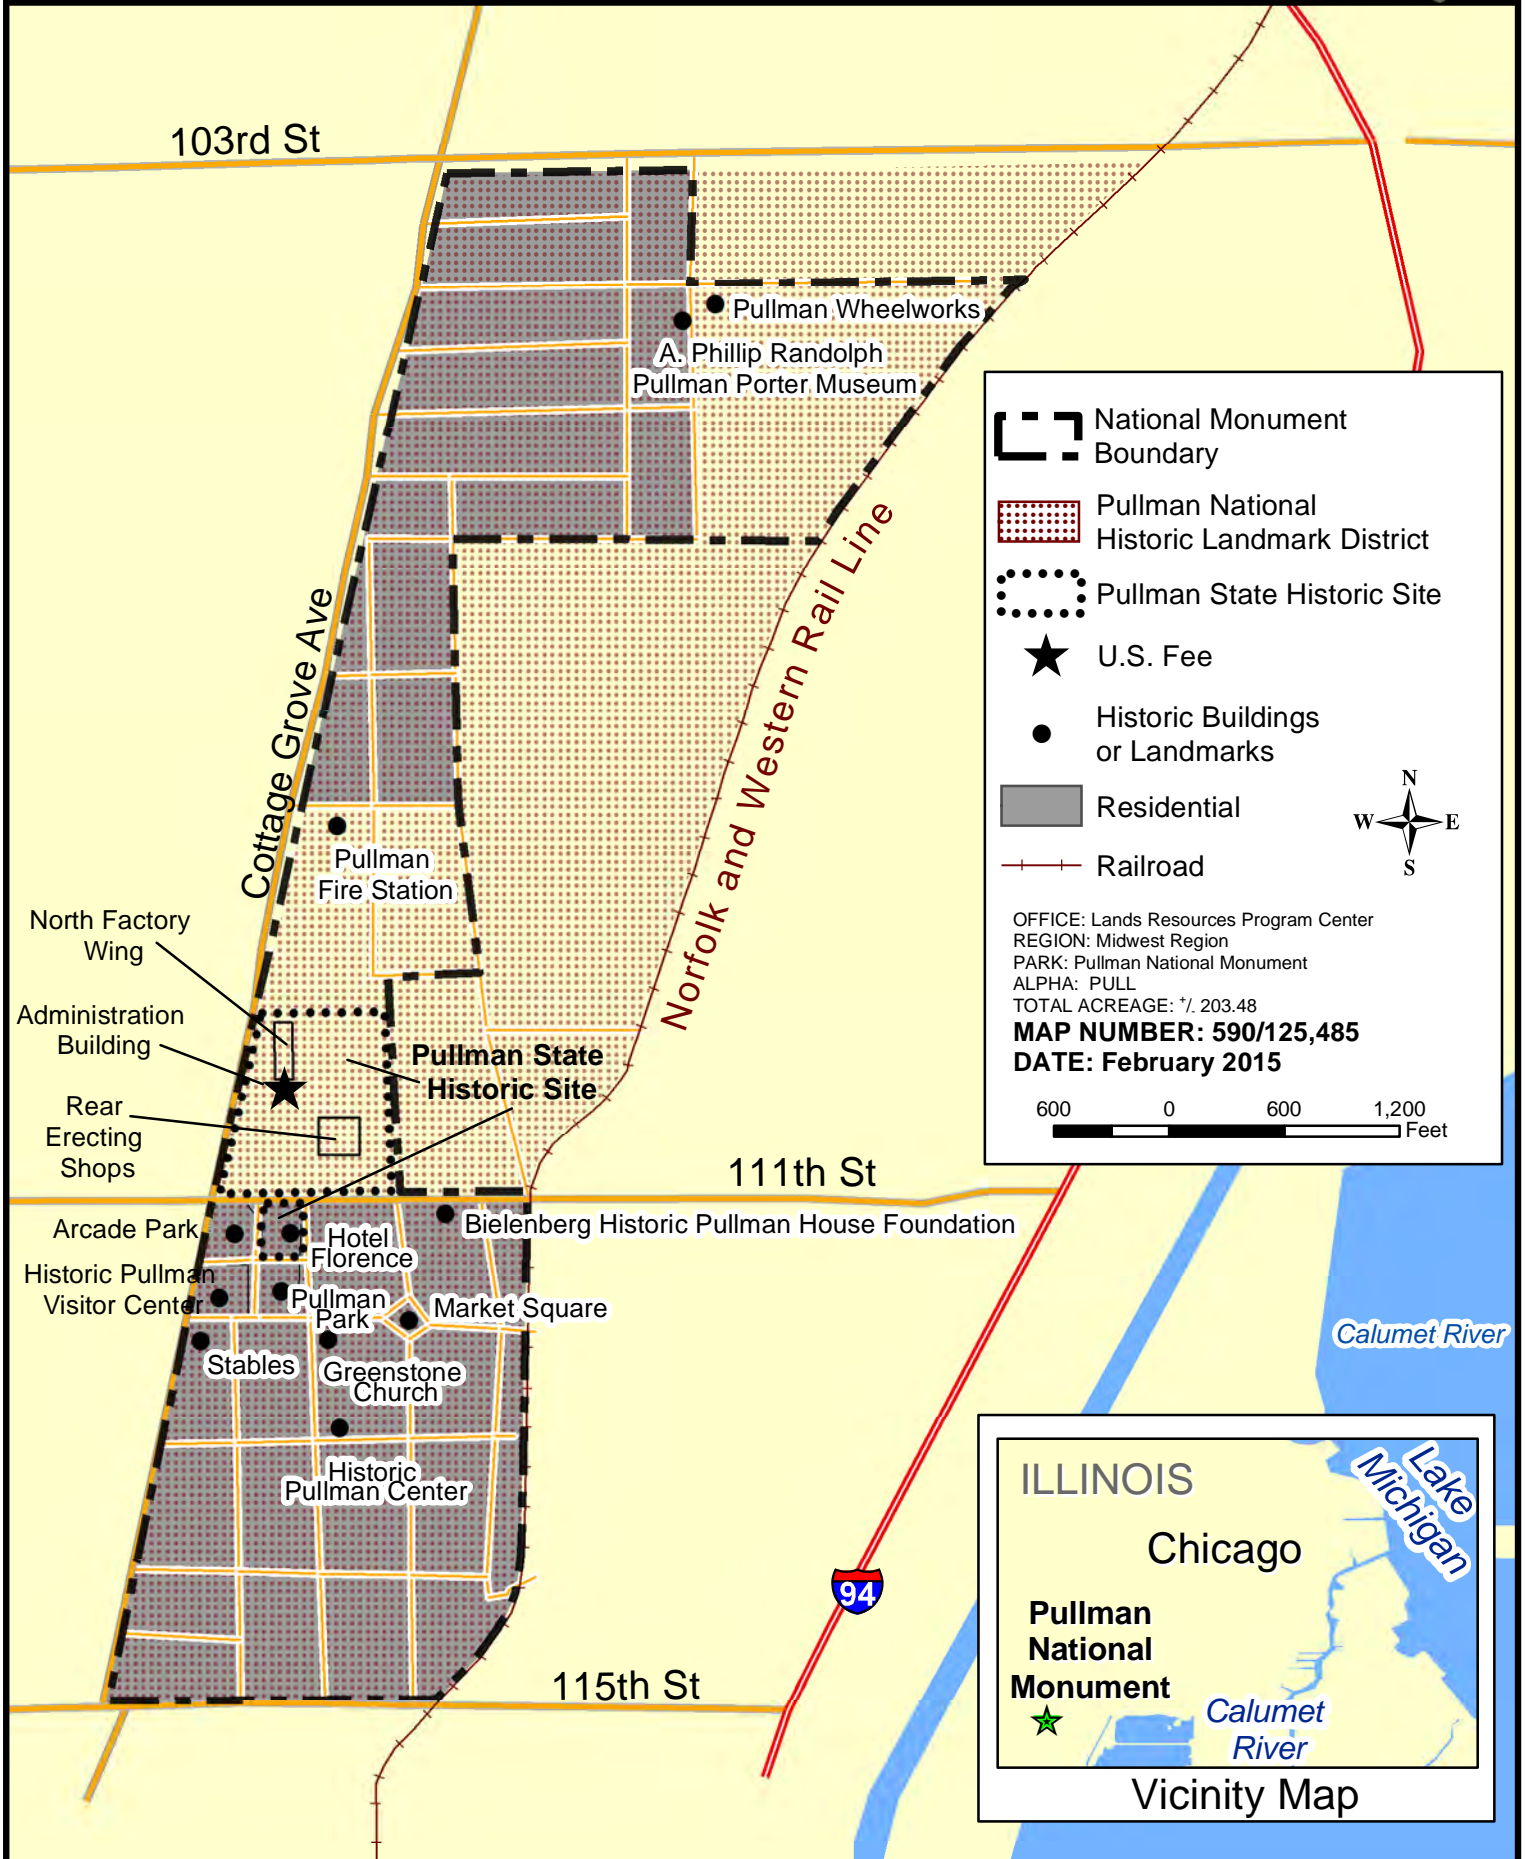 103rd St
Pullman Wheelworks
A. Phillip Randolph
Pullman Porter Museum
National Monument
Boundary
Pullman National
Historic Landmark District
Pullman State Historic Site
U.S. Fee
Historic Buildings
or Landmarks
Residential
Railroad
N
W
E
S
OFFICE: Lands Resources Program Center
REGION: Midwest Region
PARK: Pullman National Monument
ALPHA: PULL
TOTAL ACREAGE: +/- 203.48
MAP NUMBER: 590/125,485
DATE: February 2015
600 0 600 1,200
Feet
Cottage Grove Ave
Norfolk and Western Rail Line
Pullman
Fire Station
North Factory
Wing
Administration
Building
Pullman State
Historic Site
Rear
Erecting
Shops
111th St
Arcade Park
Hotel
Florence
Bielenberg Historic Pullman House Foundation
Historic Pullman
Visitor Center
Pullman
Park
Market Square
Stables
Greenstone
Church
Historic
Pullman Center
Calumet River
94
115th St
ILLINOIS
Lake
Michigan
Chicago
Pullman
National
Monument
Calumet
River
Vicinity Map